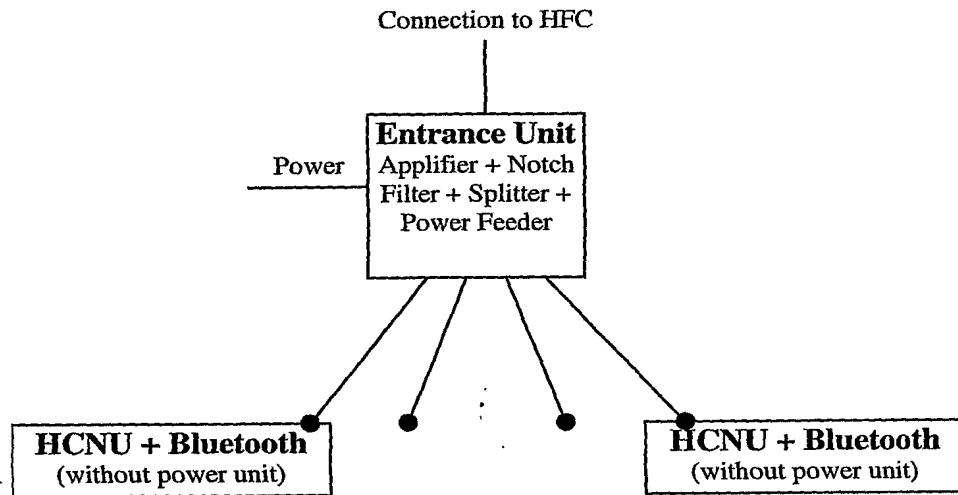 Connection to HFC
Entrance Unit
Power
Applifier + Notch
Filter + Splitter +
Power Feeder
HCNU + Bluetooth
(without power unit)
HCNU + Bluetooth
(without power unit)